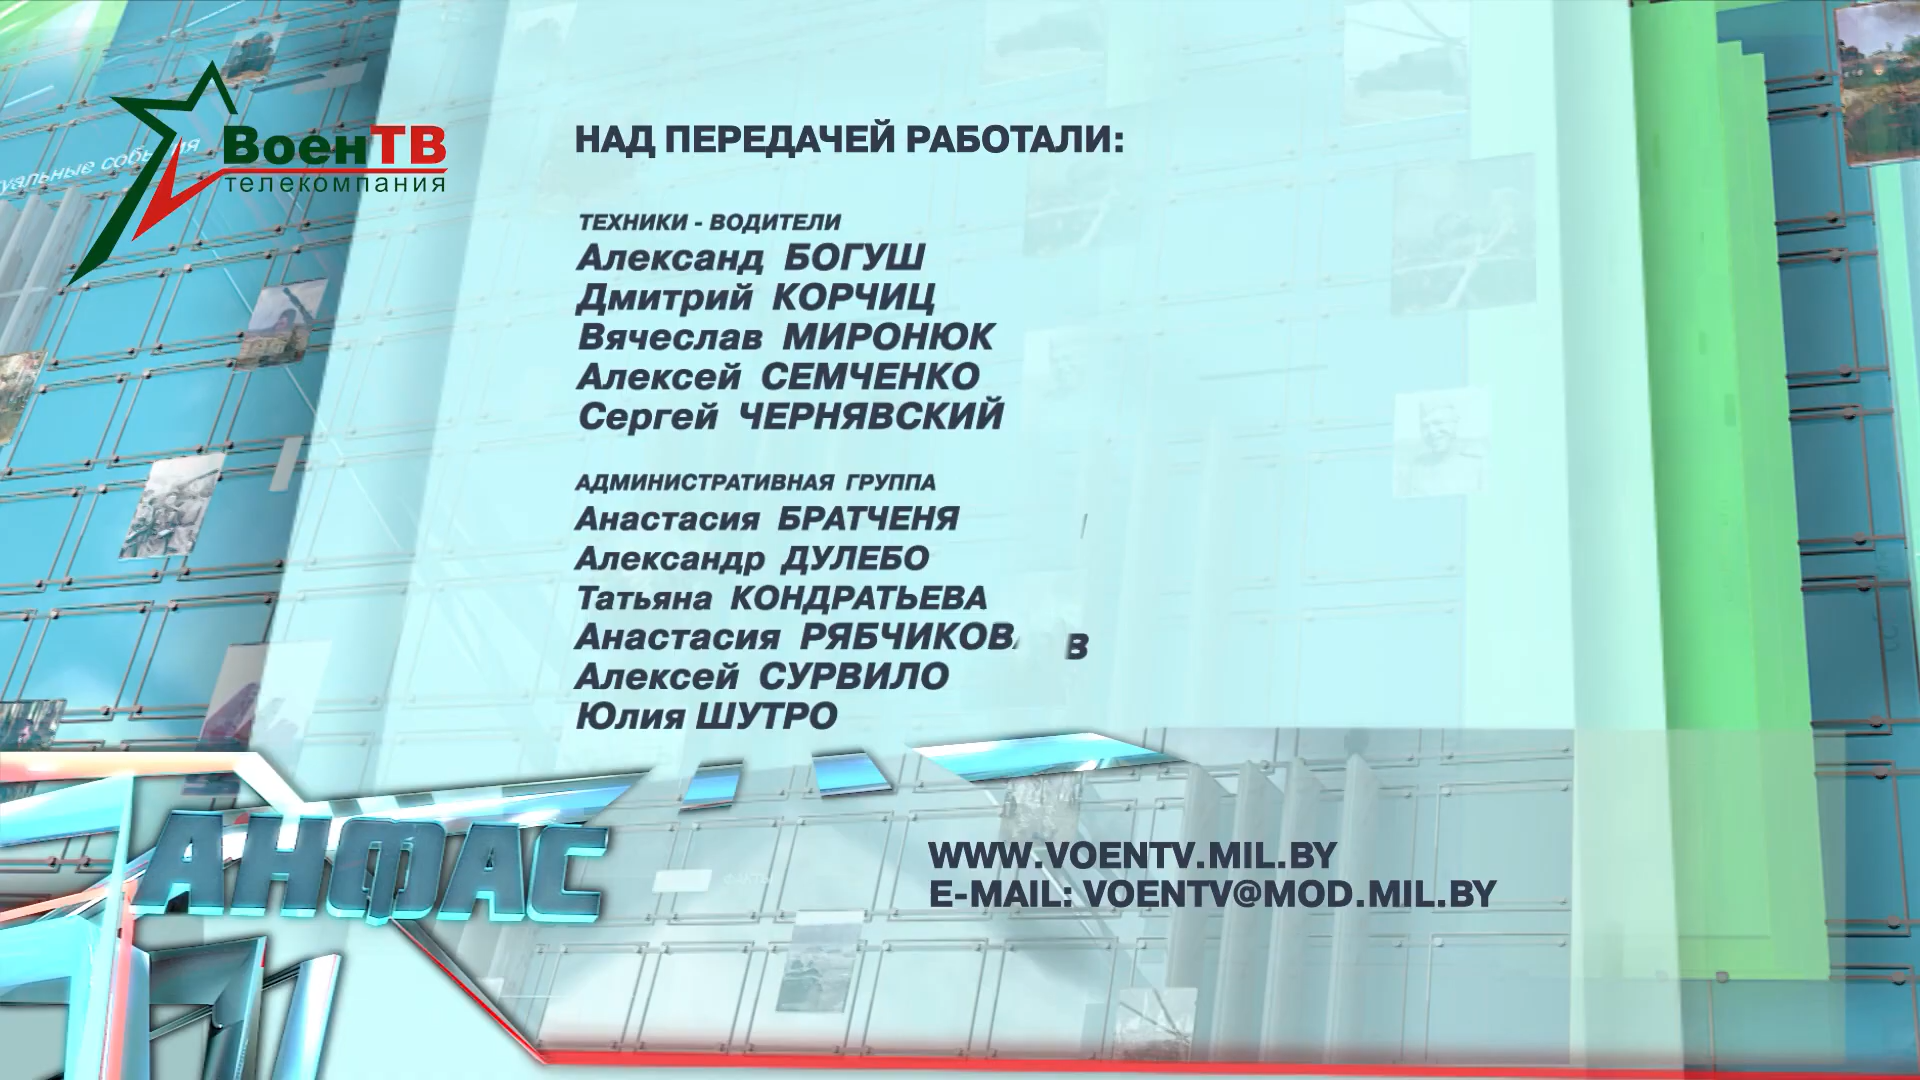 ВоенТВ
телекомпания
НАД ПЕРЕДАЧЕЙ РАБОТАЛИ:
ТЕХНИКИ - ВОДИТЕЛИ
Александ БОГУШ
Дмитрий КОРЧИЦ
Вячеслав МИРОНЮК
Алексей СЕМЧЕНКО
Сергей ЧЕРНЯВСКИЙ
АДМИНИСТРАТИВНАЯ ГРУППА
Анастасия БРАТЧЕНЯ
Александр ДУЛЕБО
Татьяна КОНДРАТЬЕВА
Анастасия РЯБЧИКОВА
Алексей СУРВИЛО
Юлия ШУТРО
АНФАС
WWW.VOENTV.MIL.BY
E-MAIL: VOENTV@MOD.MIL.BY